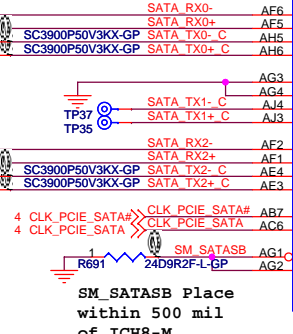 SATA_RX0- AF6
SATA_RX0+ AF5
SC3900P50V3KX-GP SATA_TX0-_C AH5
SC3900P50V3KX-GP SATA_TX0+_C AH6
AG3
AG4
TP37 SATA_TX1-_C AJ4
TP35 SATA_TX1+_C AJ3
SATA_RX2- AF2
SATA_RX2+ AF1
SC3900P50V3KX-GP SATA_TX2-_C AE4
SC3900P50V3KX-GP SATA_TX2+_C AE3
4 CLK_PCIE_SATA# CLK_PCIE_SATA# AB7
4 CLK_PCIE_SATA CLK_PCIE_SATA AC6
1 SM_SATASB AG1
R691 24D9R2F-L-GP AG2
SM_SATASB Place
within 500 mil
of ICH8-M